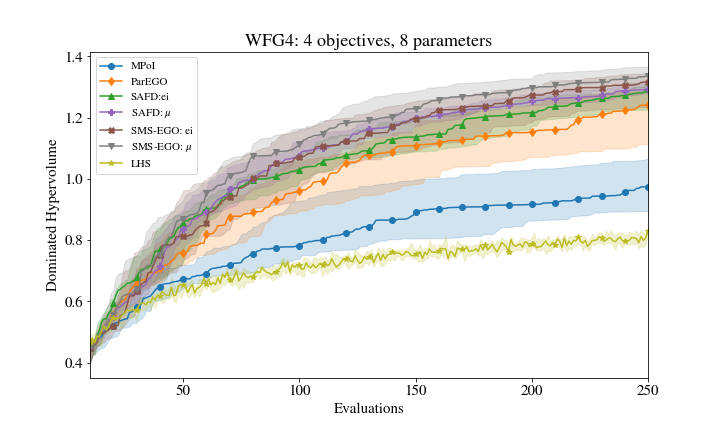 WFG4: 4 objectives, 8 parameters
1.4
1.2
1.0
0.8
0.6
0.4
Dominated Hypervolume
MPoI
ParEGO
SAFD:ei
SAFD: μ
SMS-EGO: ei
SMS-EGO: μ
LHS
50
100
150
200
250
Evaluations